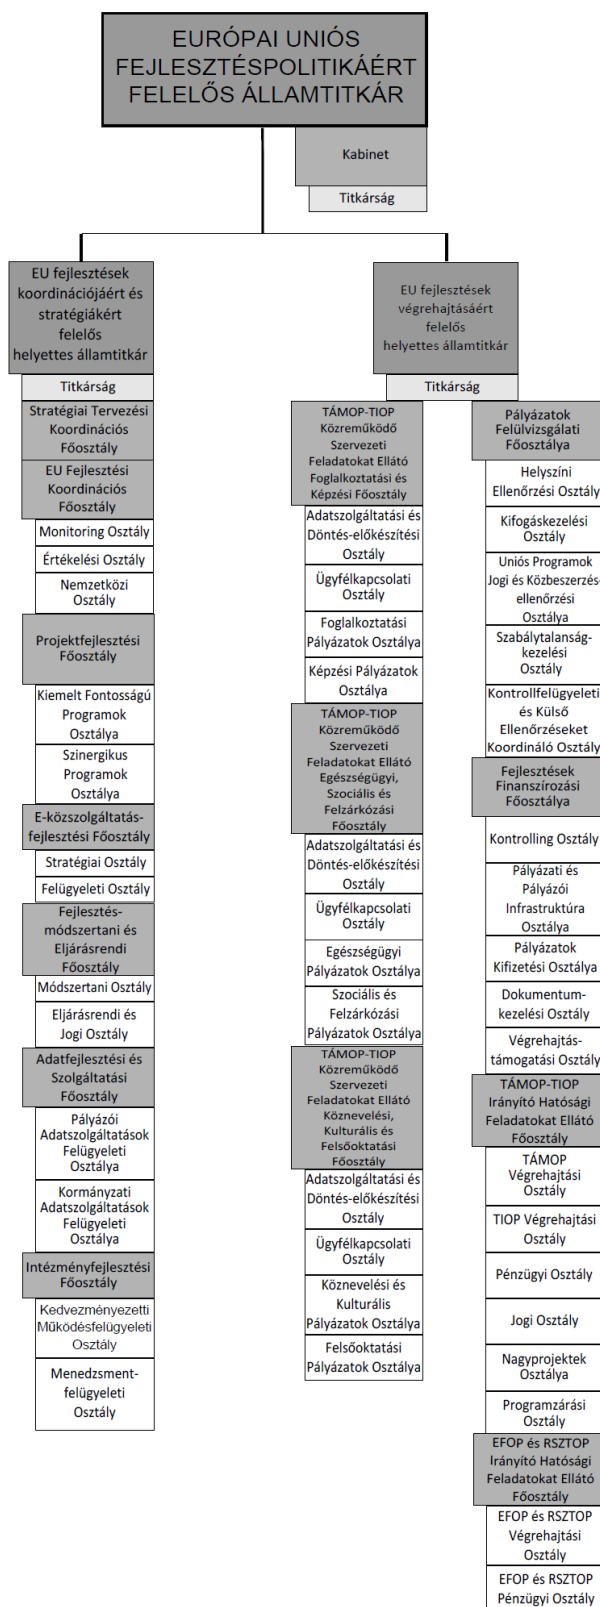 EURÓPAI UNIÓS
FEJLESZTÉSPOLITIKÁÉRT
FELELŐS ÁLLAMTITKÁR
Kabinet
Titkárság
EU fejlesztések
koordinációjáért és
stratégiákért
felelős
helyettes államtitkár
Titkárság
Stratégiai Tervezési
Koordinációs
Főosztály
EU Fejlesztési
Koordinációs
Főosztály
Monitoring Osztály
Értékelési Osztály
Nemzetközi
Osztály
Projektfejlesztési
Főosztály
Kiemelt Fontosságú
Programok
Osztálya
Szinergikus
Programok
Osztálya
E-közszolgáltatás-
fejlesztési Főosztály
Stratégiai Osztály
Felügyeleti Osztály
Fejlesztés-
módszertani és
Eljárásrendi
Főosztály
Módszertani Osztály
Eljárásrendi és
Jogi Osztály
Adatfejlesztési és
Szolgáltatási
Főosztály
Pályázói
Adatszolgáltatások
Felügyeleti
Osztálya
Kormányzati
Adatszolgáltatások
Felügyeleti
Osztálya
Intézményfejlesztési
Főosztály
Kedvezményezetti
Működésfelügyeleti
Osztály
Menedzsment-
felügyeleti
Osztály
EU fejlesztések
végrehajtásáért
felelős
helyettes államtitkár
Titkárság
TÁMOP-TIOP
Közreműködő
Szervezeti
Feladatokat Ellátó
Foglalkoztatási és
Képzési Főosztály
Adatszolgáltatási és
Döntés-előkészítési
Osztály
Ügyfélkapcsolati
Osztály
Foglalkoztatási
Pályázatok Osztálya
Képzési Pályázatok
Osztálya
TÁMOP-TIOP
Közreműködő
Szervezeti
Feladatokat Ellátó
Egészségügyi,
Szociális és
Felzárkózási
Főosztály
Adatszolgáltatási és
Döntés-előkészítési
Osztály
Ügyfélkapcsolati
Osztály
Egészségügyi
Pályázatok Osztálya
Szociális és
Felzárkózási
Pályázatok Osztálya
TÁMOP-TIOP
Közreműködő
Szervezeti
Feladatokat Ellátó
Köznevelési,
Kulturális és
Felsőoktatási
Főosztály
Adatszolgáltatási és
Döntés-előkészítési
Osztály
Ügyfélkapcsolati
Osztály
Köznevelési és
Kulturális
Pályázatok Osztálya
Felsőoktatási
Pályázatok Osztálya
Pályázatok
Felülvizsgálati
Főosztálya
Helyszíni
Ellenőrzési Osztály
Kifogáskezelési
Osztály
Uniós Programok
Jogi és Közbeszerzés-
ellenőrzési
Osztálya
Szabálytalanság-
kezelési
Osztály
Kontrollfelügyeleti
és Külső
Ellenőrzéseket
Koordináló Osztály
Fejlesztések
Finanszírozási
Főosztálya
Kontrolling Osztály
Pályázati és
Pályázói
Infrastruktúra
Osztálya
Pályázatok
Kifizetési Osztálya
Dokumentum-
kezelési Osztály
Végrehajtás-
támogatási Osztály
TÁMOP-TIOP
Irányító Hatósági
Feladatokat Ellátó
Főosztály
TÁMOP
Végrehajtási
Osztály
TIOP Végrehajtási
Osztály
Pénzügyi Osztály
Jogi Osztály
Nagyprojektek
Osztálya
Programzárási
Osztály
EFOP és RSZTOP
Irányító Hatósági
Feladatokat Ellátó
Főosztály
EFOP és RSZTOP
Végrehajtási
Osztály
EFOP és RSZTOP
Pénzügyi Osztály